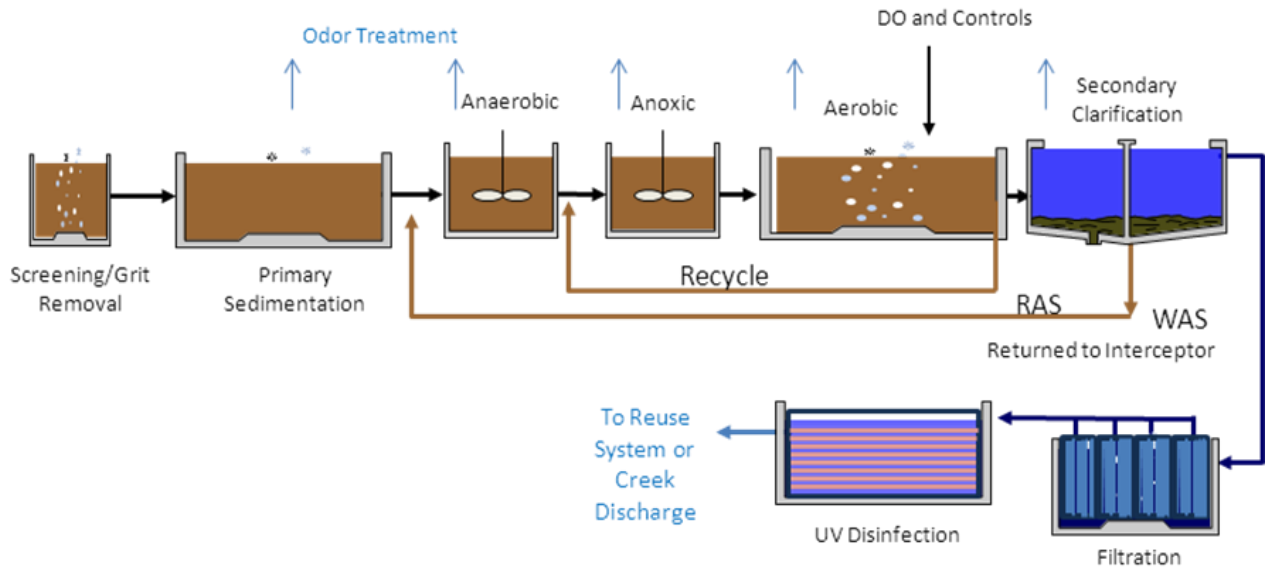 DO and Controls
Odor Treatment
Secondary
Clarification
Anaerobic
Anoxic
Aerobic
Screening/Grit
Removal
Primary
Sedimentation
Recycle
RAS
WAS
Returned to Interceptor
To Reuse
System or
Creek
Discharge
UV Disinfection
Filtration